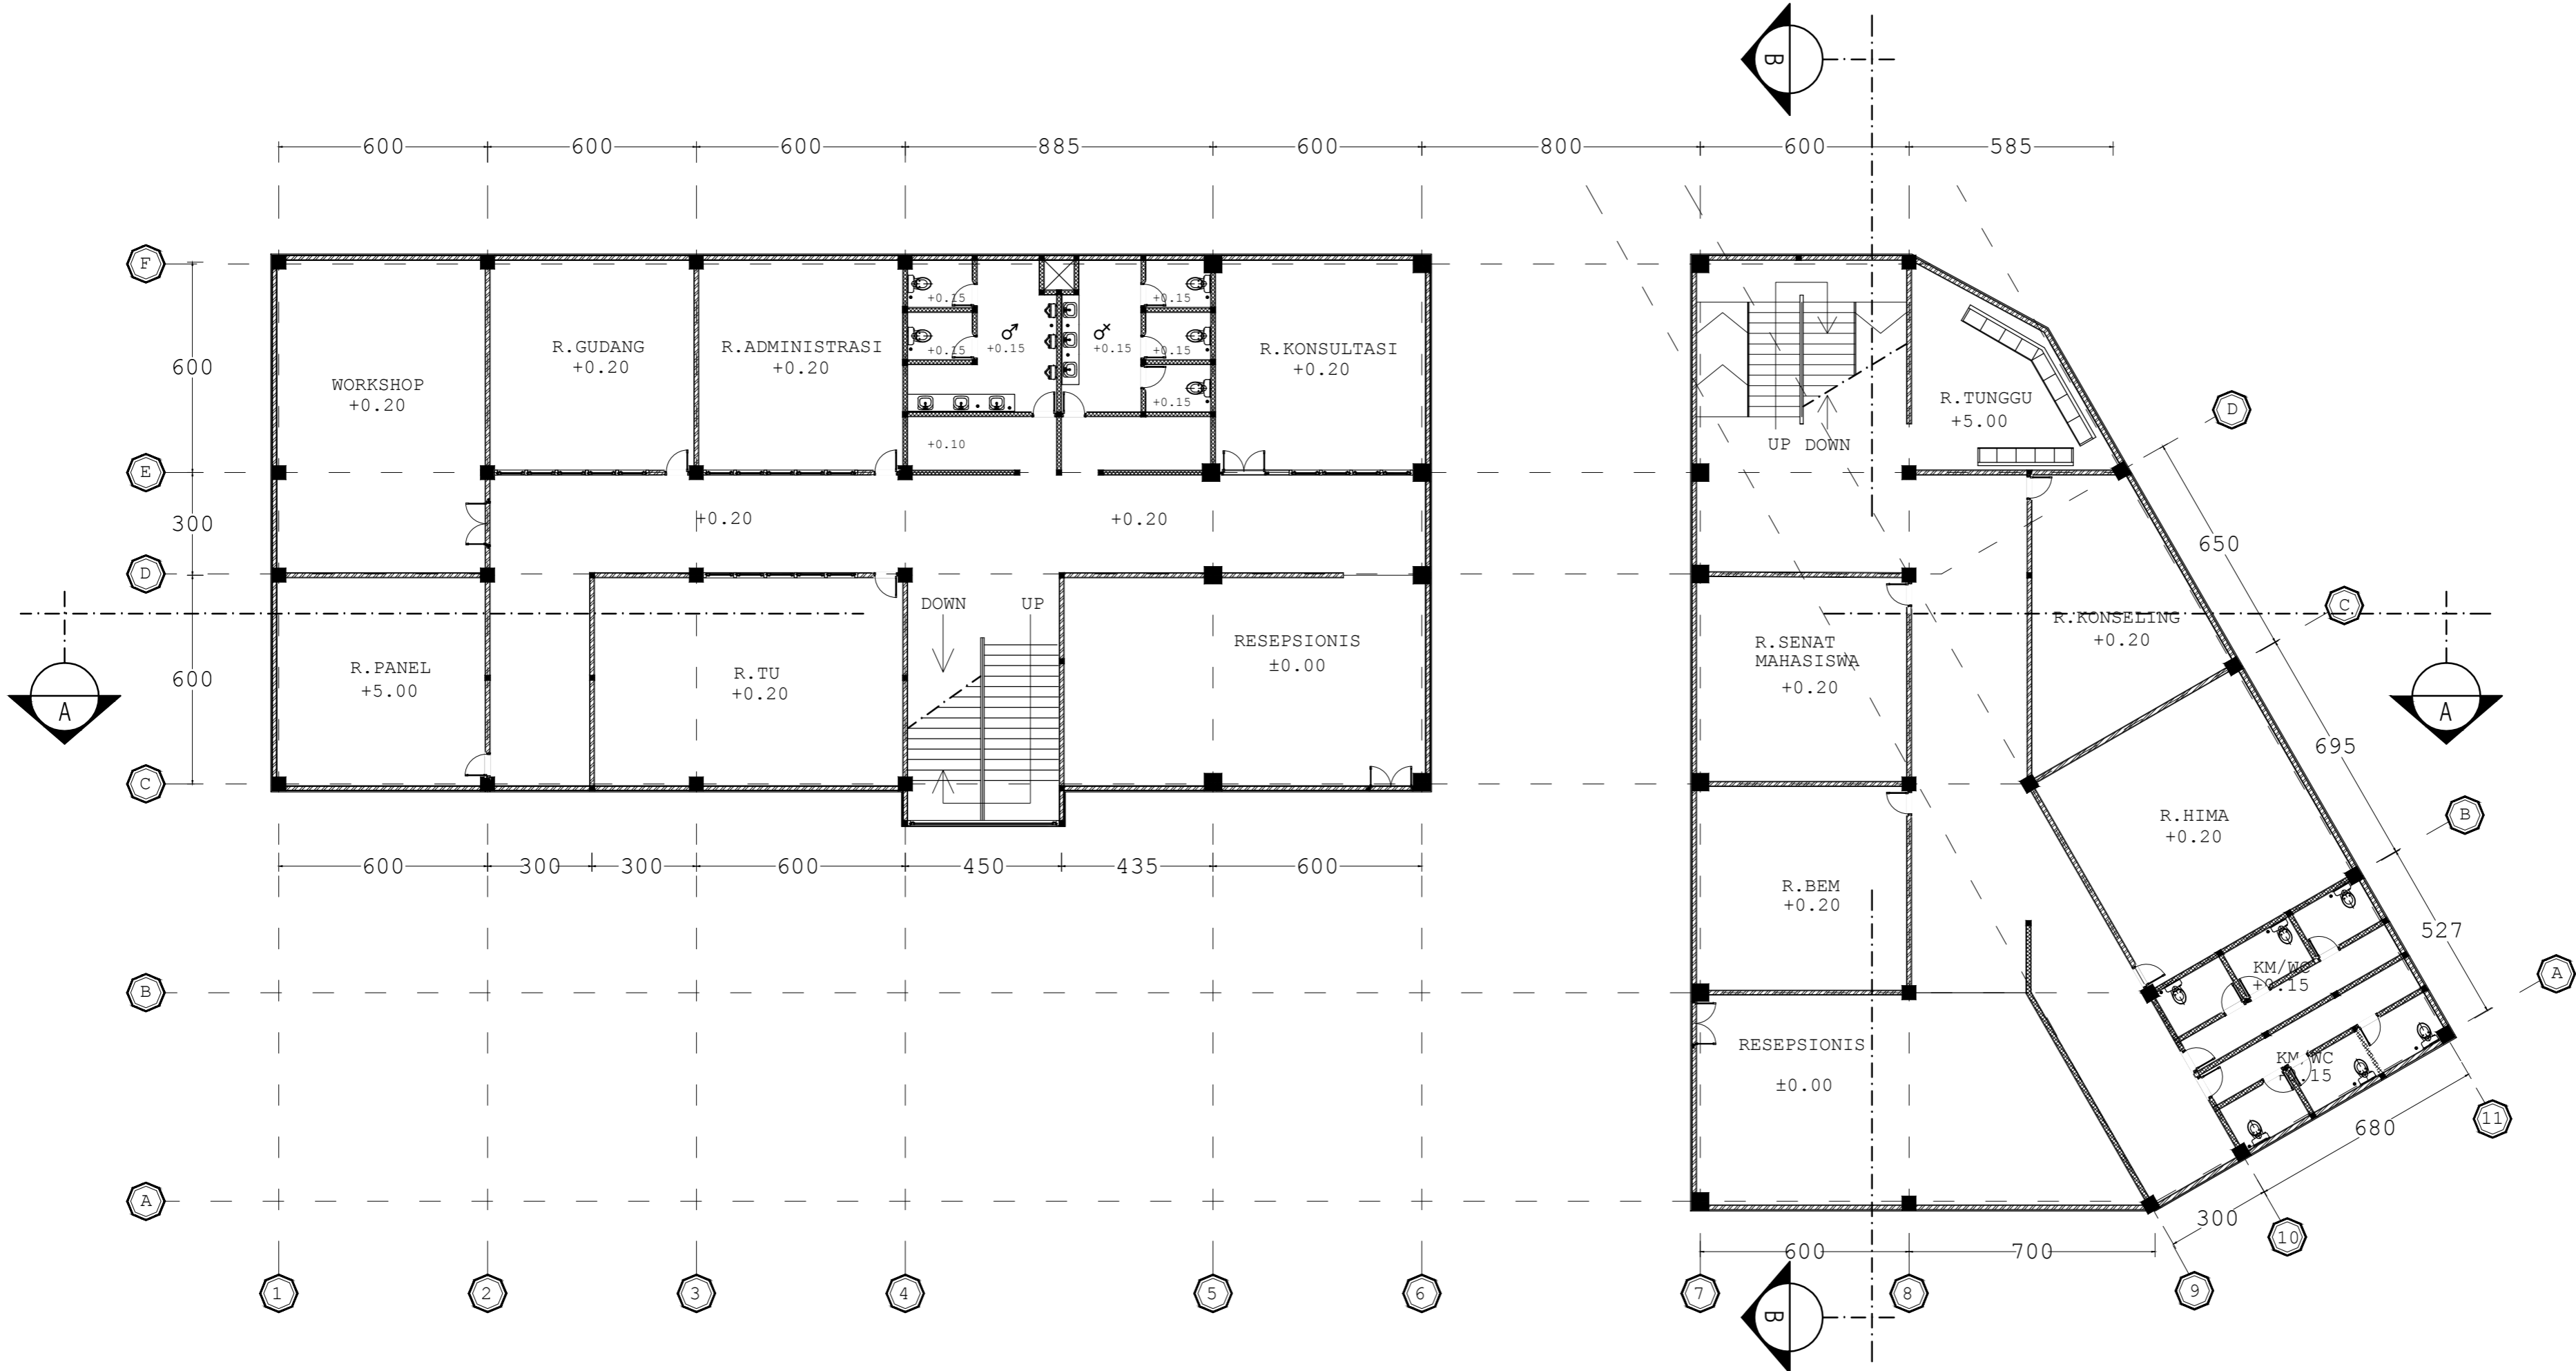 B
600
600
600
885
600
800
600
585
F
E
D
C
B
A
600
300
600
WORKSHOP
+0.20
R.GUDANG
+0.20
R.ADMINISTRASI
+0.20
+0.15
+0.15
+0.15
+0.15
+0.15
+0.15
+0.15
+0.10
R.KONSULTASI
+0.20
+0.20
+0.20
R.PANEL
+5.00
R.TU
+0.20
DOWN
UP
RESEPSIONIS
±0.00
A
600
300
300
600
450
435
600
UP DOWN
R.TUNGGU
+5.00
R.SENAT
MAHASISWA
+0.20
R.KONSELING
+0.20
R.BEM
+0.20
R.HIMA
+0.20
RESEPSIONIS
±0.00
KM/WC
+0.15
KM/WC
D
C
B
A
650
695
527
A
680
300
600
700
1
2
3
4
5
6
7
8
9
10
11
B